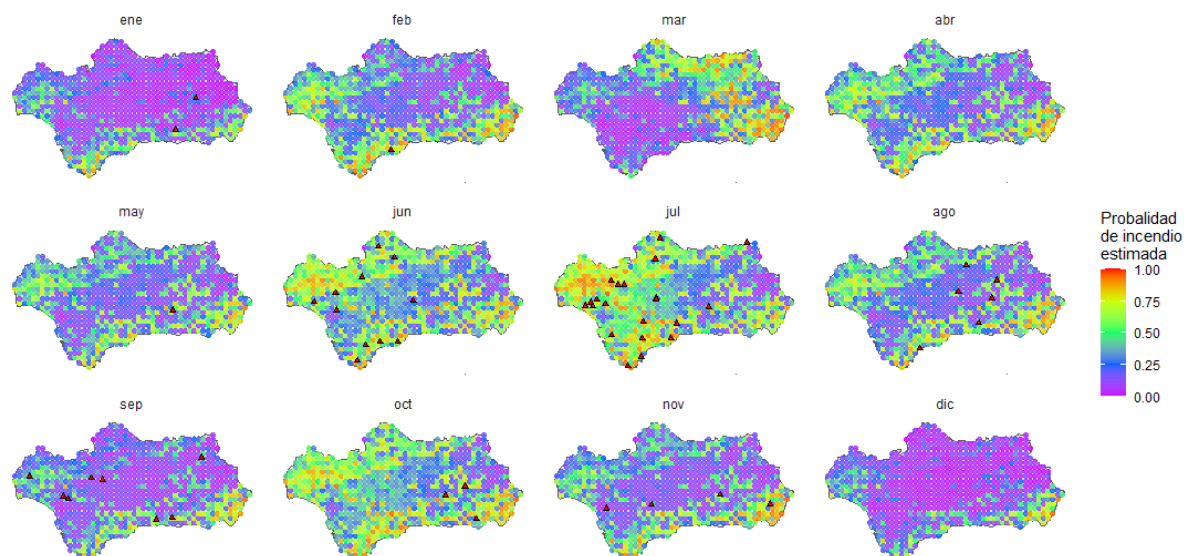 ene
feb
mar
abr
may
jun
jul
ago
Probalidad
de incendio
estimada
1.00
0.75
0.50
0.25
0.00
sep
oct
nov
dic